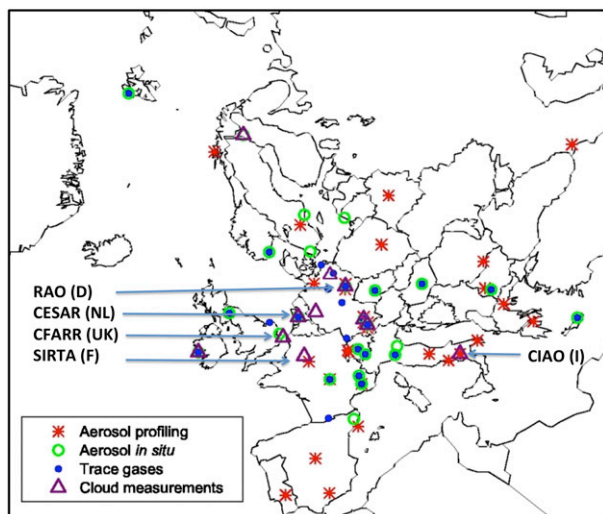 RAO (D)
CESAR (NL)
CFARR (UK)
SIRTA (F)
CIAO (I)
Aerosol profiling
Aerosol in situ
Trace gases
Cloud measurements